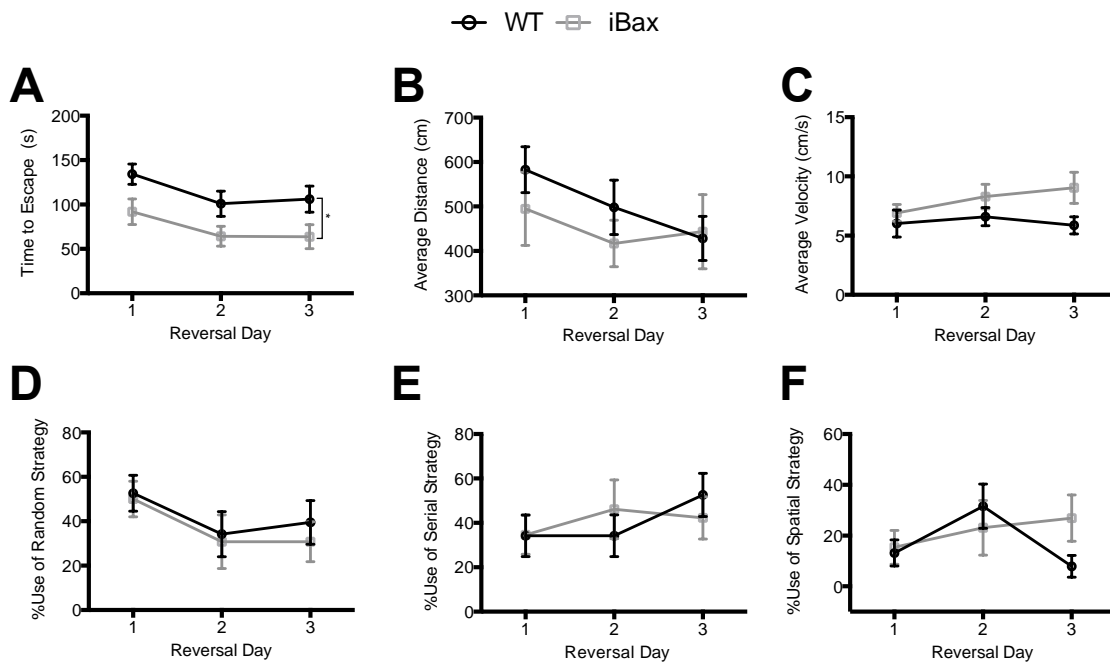 WT iBax
A
Time to Escape (s)
200
150
100
50
0
*
1 2 3
Reversal Day
B
Average Distance (cm)
700
600
500
400
300
1 2 3
Reversal Day
C
Average Velocity (cm/s)
15
10
5
0
1 2 3
Reversal Day
D
%Use of Random Strategy
80
60
40
20
0
1 2 3
Reversal Day
E
%Use of Serial Strategy
80
60
40
20
0
1 2 3
Reversal Day
F
%Use of Spatial Strategy
60
40
20
0
1 2 3
Reversal Day